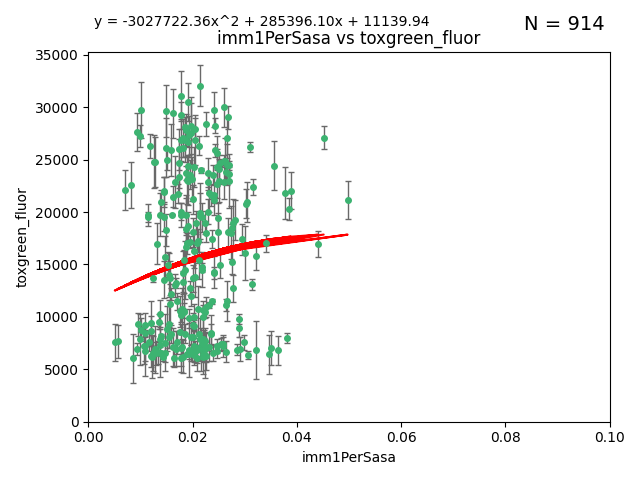 y = -3027722.36x^2 + 285396.10x + 11139.94
N = 914
imm1PerSasa vs toxgreen_fluor
35000
30000
25000
20000
15000
10000
5000
0
toxgreen_fluor
0.00 0.02 0.04 0.06 0.08 0.10
imm1PerSasa